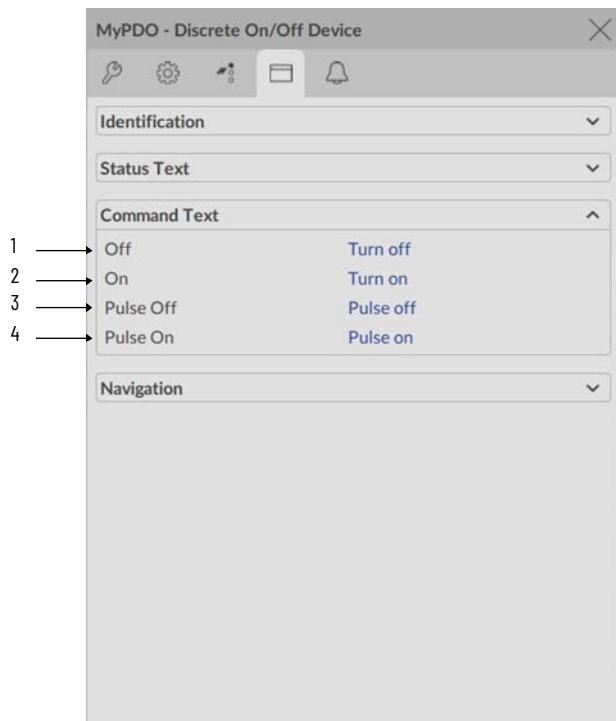 MyPDO - Discrete On/Off Device
Identification
Status Text
Command Text
1 Off Turn off
2 On Turn on
3 Pulse Off Pulse off
4 Pulse On Pulse on
Navigation